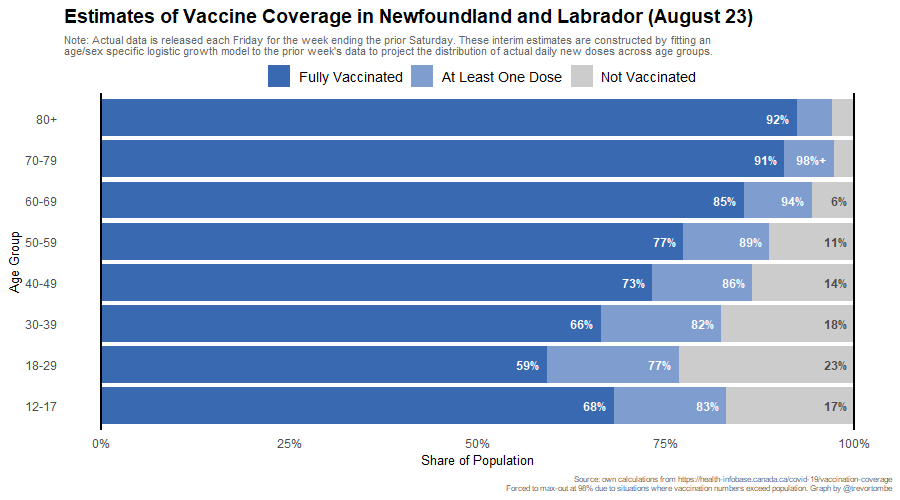 Estimates of Vaccine Coverage in Newfoundland and Labrador (August 23)
Note: Actual data is released each Friday for the week ending the prior Saturday. These interim estimates are constructed by fitting an
age/sex specific logistic growth model to the prior week's data to project the distribution of actual daily new doses across age groups.
Fully Vaccinated At Least One Dose Not Vaccinated
Age Group
80+ 92%
70-79 91% 98%+
60-69 85% 94% 6%
50-59 77% 89% 11%
40-49 73% 86% 14%
30-39 66% 82% 18%
18-29 59% 77% 23%
12-17 68% 83% 17%
0% 25% 50% 75% 100%
Share of Population
Source: own calculations from https://health-infobase.canada.ca/covid-19/vaccination-coverage
Forced to max-out at 98% due to situations where vaccination numbers exceed population. Graph by @trevortombe